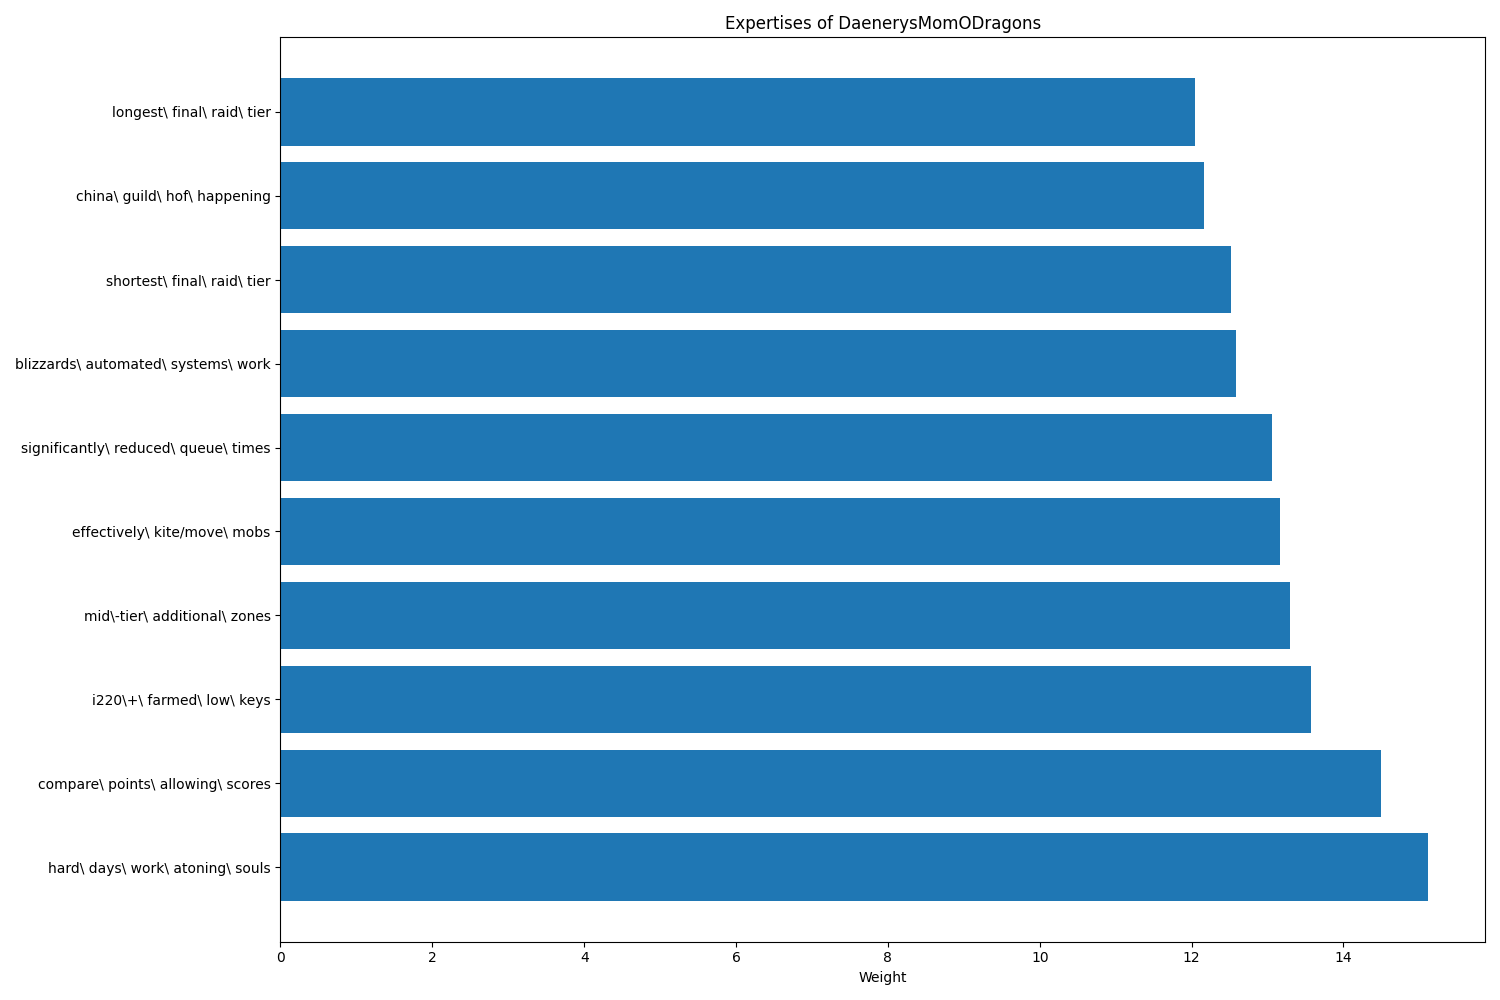 Expertises of DaenerysMomODragons
longest\ final\ raid\ tier
china\ guild\ hof\ happening
shortest\ final\ raid\ tier
blizzards\ automated\ systems\ work
significantly\ reduced\ queue\ times
effectively\ kite/move\ mobs
mid\-tier\ additional\ zones
i220\+\ farmed\ low\ keys
compare\ points\ allowing\ scores
hard\ days\ work\ atoning\ souls
0 2 4 6 8 10 12 14
Weight